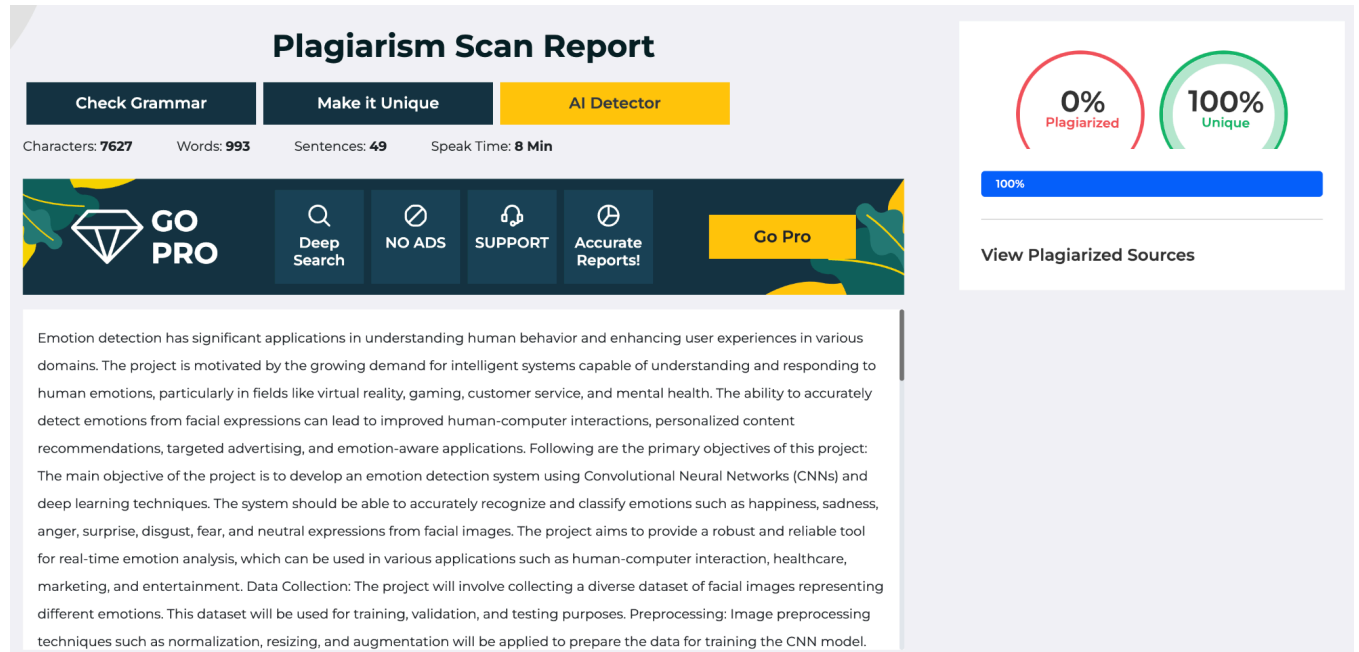 Plagiarism Scan Report
Check Grammar
Make it Unique
AI Detector
Characters: 7627 Words: 993 Sentences: 49 Speak Time: 8 Min
GO
PRO
Deep
Search
NO ADS
SUPPORT
Accurate
Reports!
Go Pro
Emotion detection has significant applications in understanding human behavior and enhancing user experiences in various
domains. The project is motivated by the growing demand for intelligent systems capable of understanding and responding to
human emotions, particularly in fields like virtual reality, gaming, customer service, and mental health. The ability to accurately
detect emotions from facial expressions can lead to improved human-computer interactions, personalized content
recommendations, targeted advertising, and emotion-aware applications. Following are the primary objectives of this project:
The main objective of the project is to develop an emotion detection system using Convolutional Neural Networks (CNNs) and
deep learning techniques. The system should be able to accurately recognize and classify emotions such as happiness, sadness,
anger, surprise, disgust, fear, and neutral expressions from facial images. The project aims to provide a robust and reliable tool
for real-time emotion analysis, which can be used in various applications such as human-computer interaction, healthcare,
marketing, and entertainment. Data Collection: The project will involve collecting a diverse dataset of facial images representing
different emotions. This dataset will be used for training, validation, and testing purposes. Preprocessing: Image preprocessing
techniques such as normalization, resizing, and augmentation will be applied to prepare the data for training the CNN model.
0%
Plagiarized
100%
Unique
100%
View Plagiarized Sources